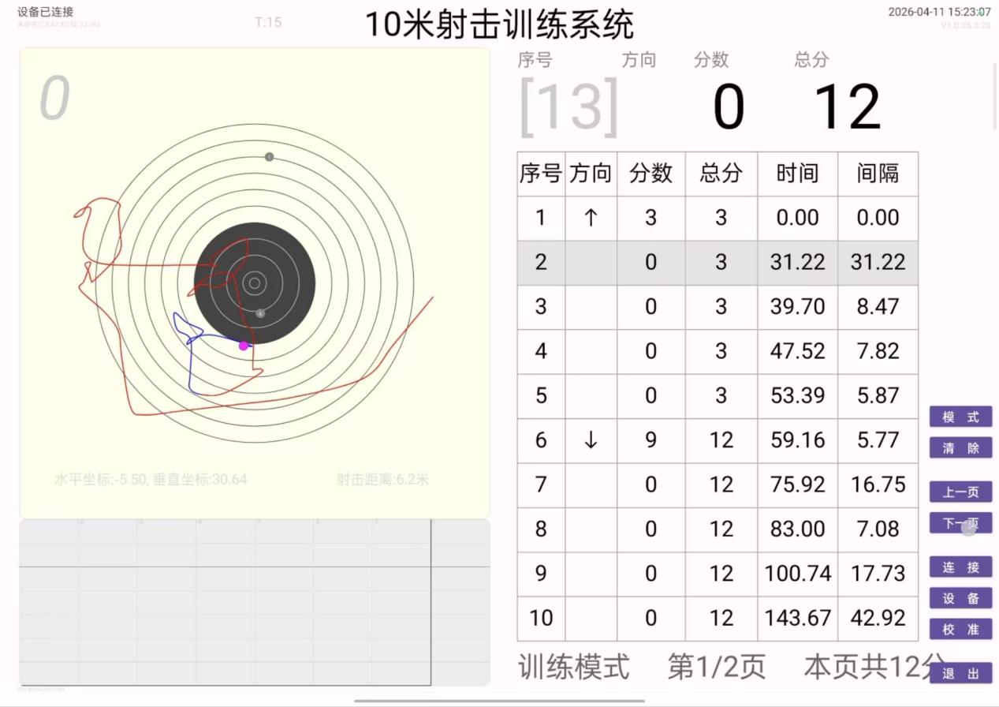 设备已连接
T:15
10米射击训练系统
2026-04-11 15:23:07
V1.0.26.3.28
0
序号 方向 分数 总分
[13] 0 12
序号 方向 分数 总分 时间 间隔
1 ↑ 3 3 0.00 0.00
2 0 3 31.22 31.22
3 0 3 39.70 8.47
4 0 3 47.52 7.82
5 0 3 53.39 5.87
6 ↓ 9 12 59.16 5.77
7 0 12 75.92 16.75
8 0 12 83.00 7.08
9 0 12 100.74 17.73
10 0 12 143.67 42.92
水平坐标:-5.50, 垂直坐标:30.64
射击距离:6.2米
训练模式 第1/2页 本页共12分
模 式
清 除
上一页
下一页
连 接
设 备
校 准
退 出